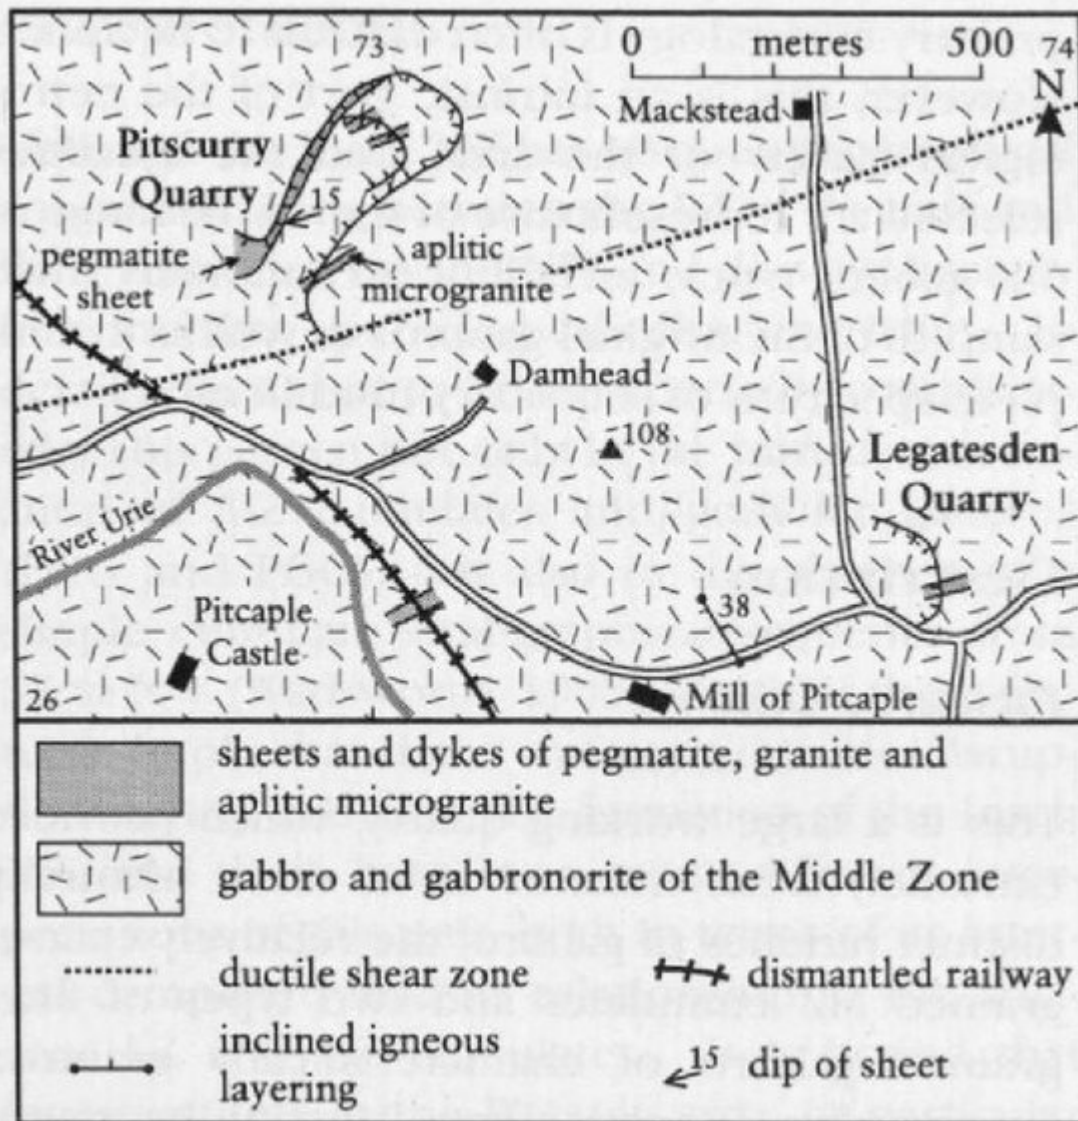 73
0 metres 500
74
N
Mackstead
Pitscurry
Quarry
15
pegmatite
sheet
aplitic
microgranite
Damhead
108
Legatesden
Quarry
River Urie
Pitcaple
Castle
38
26
Mill of Pitcaple
sheets and dykes of pegmatite, granite and
aplitic microgranite
gabbro and gabbronorite of the Middle Zone
ductile shear zone
dismantled railway
inclined igneous
layering
15
dip of sheet